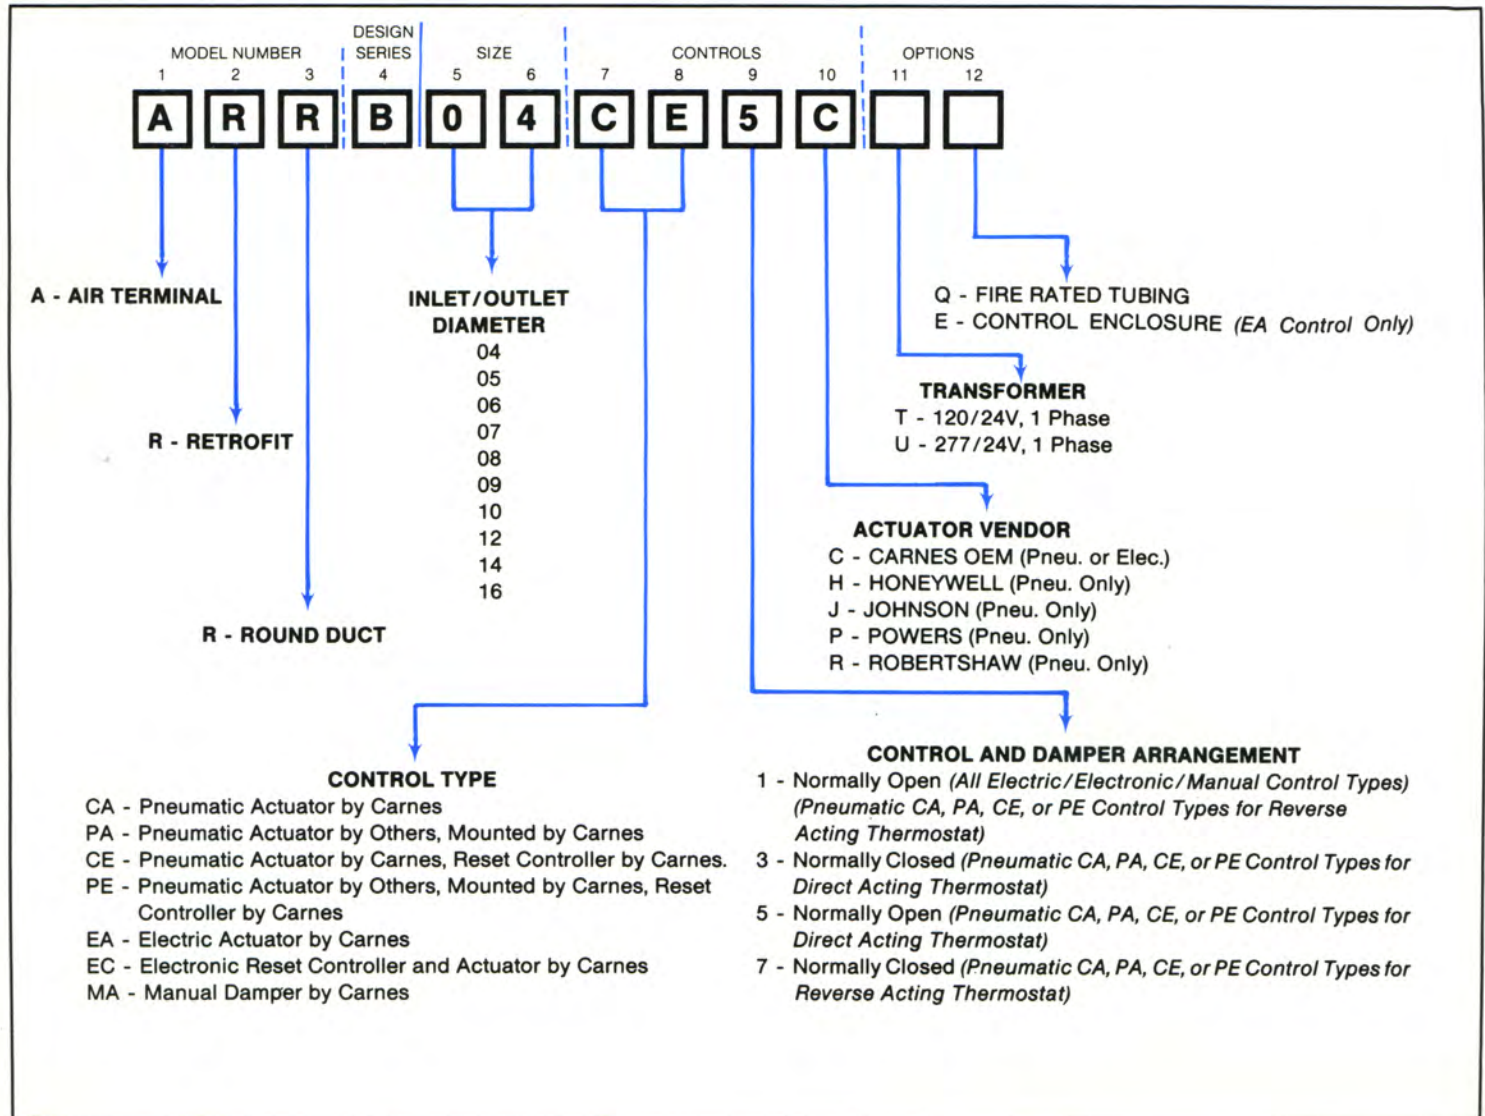 MODEL NUMBER
DESIGN
SERIES
SIZE
CONTROLS
OPTIONS
1 2 3 4 5 6 7 8 9 10 11 12
A R R B 0 4 C E 5 C
A - AIR TERMINAL
R - RETROFIT
R - ROUND DUCT
INLET/OUTLET
DIAMETER
04
05
06
07
08
09
10
12
14
16
Q - FIRE RATED TUBING
E - CONTROL ENCLOSURE (EA Control Only)
TRANSFORMER
T - 120/24V, 1 Phase
U - 277/24V, 1 Phase
ACTUATOR VENDOR
C - CARNES OEM (Pneu. or Elec.)
H - HONEYWELL (Pneu. Only)
J - JOHNSON (Pneu. Only)
P - POWERS (Pneu. Only)
R - ROBERTSHAW (Pneu. Only)
CONTROL TYPE
CA - Pneumatic Actuator by Carnes
PA - Pneumatic Actuator by Others, Mounted by Carnes
CE - Pneumatic Actuator by Carnes, Reset Controller by Carnes.
PE - Pneumatic Actuator by Others, Mounted by Carnes, Reset
Controller by Carnes
EA - Electric Actuator by Carnes
EC - Electronic Reset Controller and Actuator by Carnes
MA - Manual Damper by Carnes
CONTROL AND DAMPER ARRANGEMENT
1 - Normally Open (All Electric/Electronic/Manual Control Types)
(Pneumatic CA, PA, CE, or PE Control Types for Reverse
Acting Thermostat)
3 - Normally Closed (Pneumatic CA, PA, CE, or PE Control Types for
Direct Acting Thermostat)
5 - Normally Open (Pneumatic CA, PA, CE, or PE Control Types for
Direct Acting Thermostat)
7 - Normally Closed (Pneumatic CA, PA, CE, or PE Control Types for
Reverse Acting Thermostat)